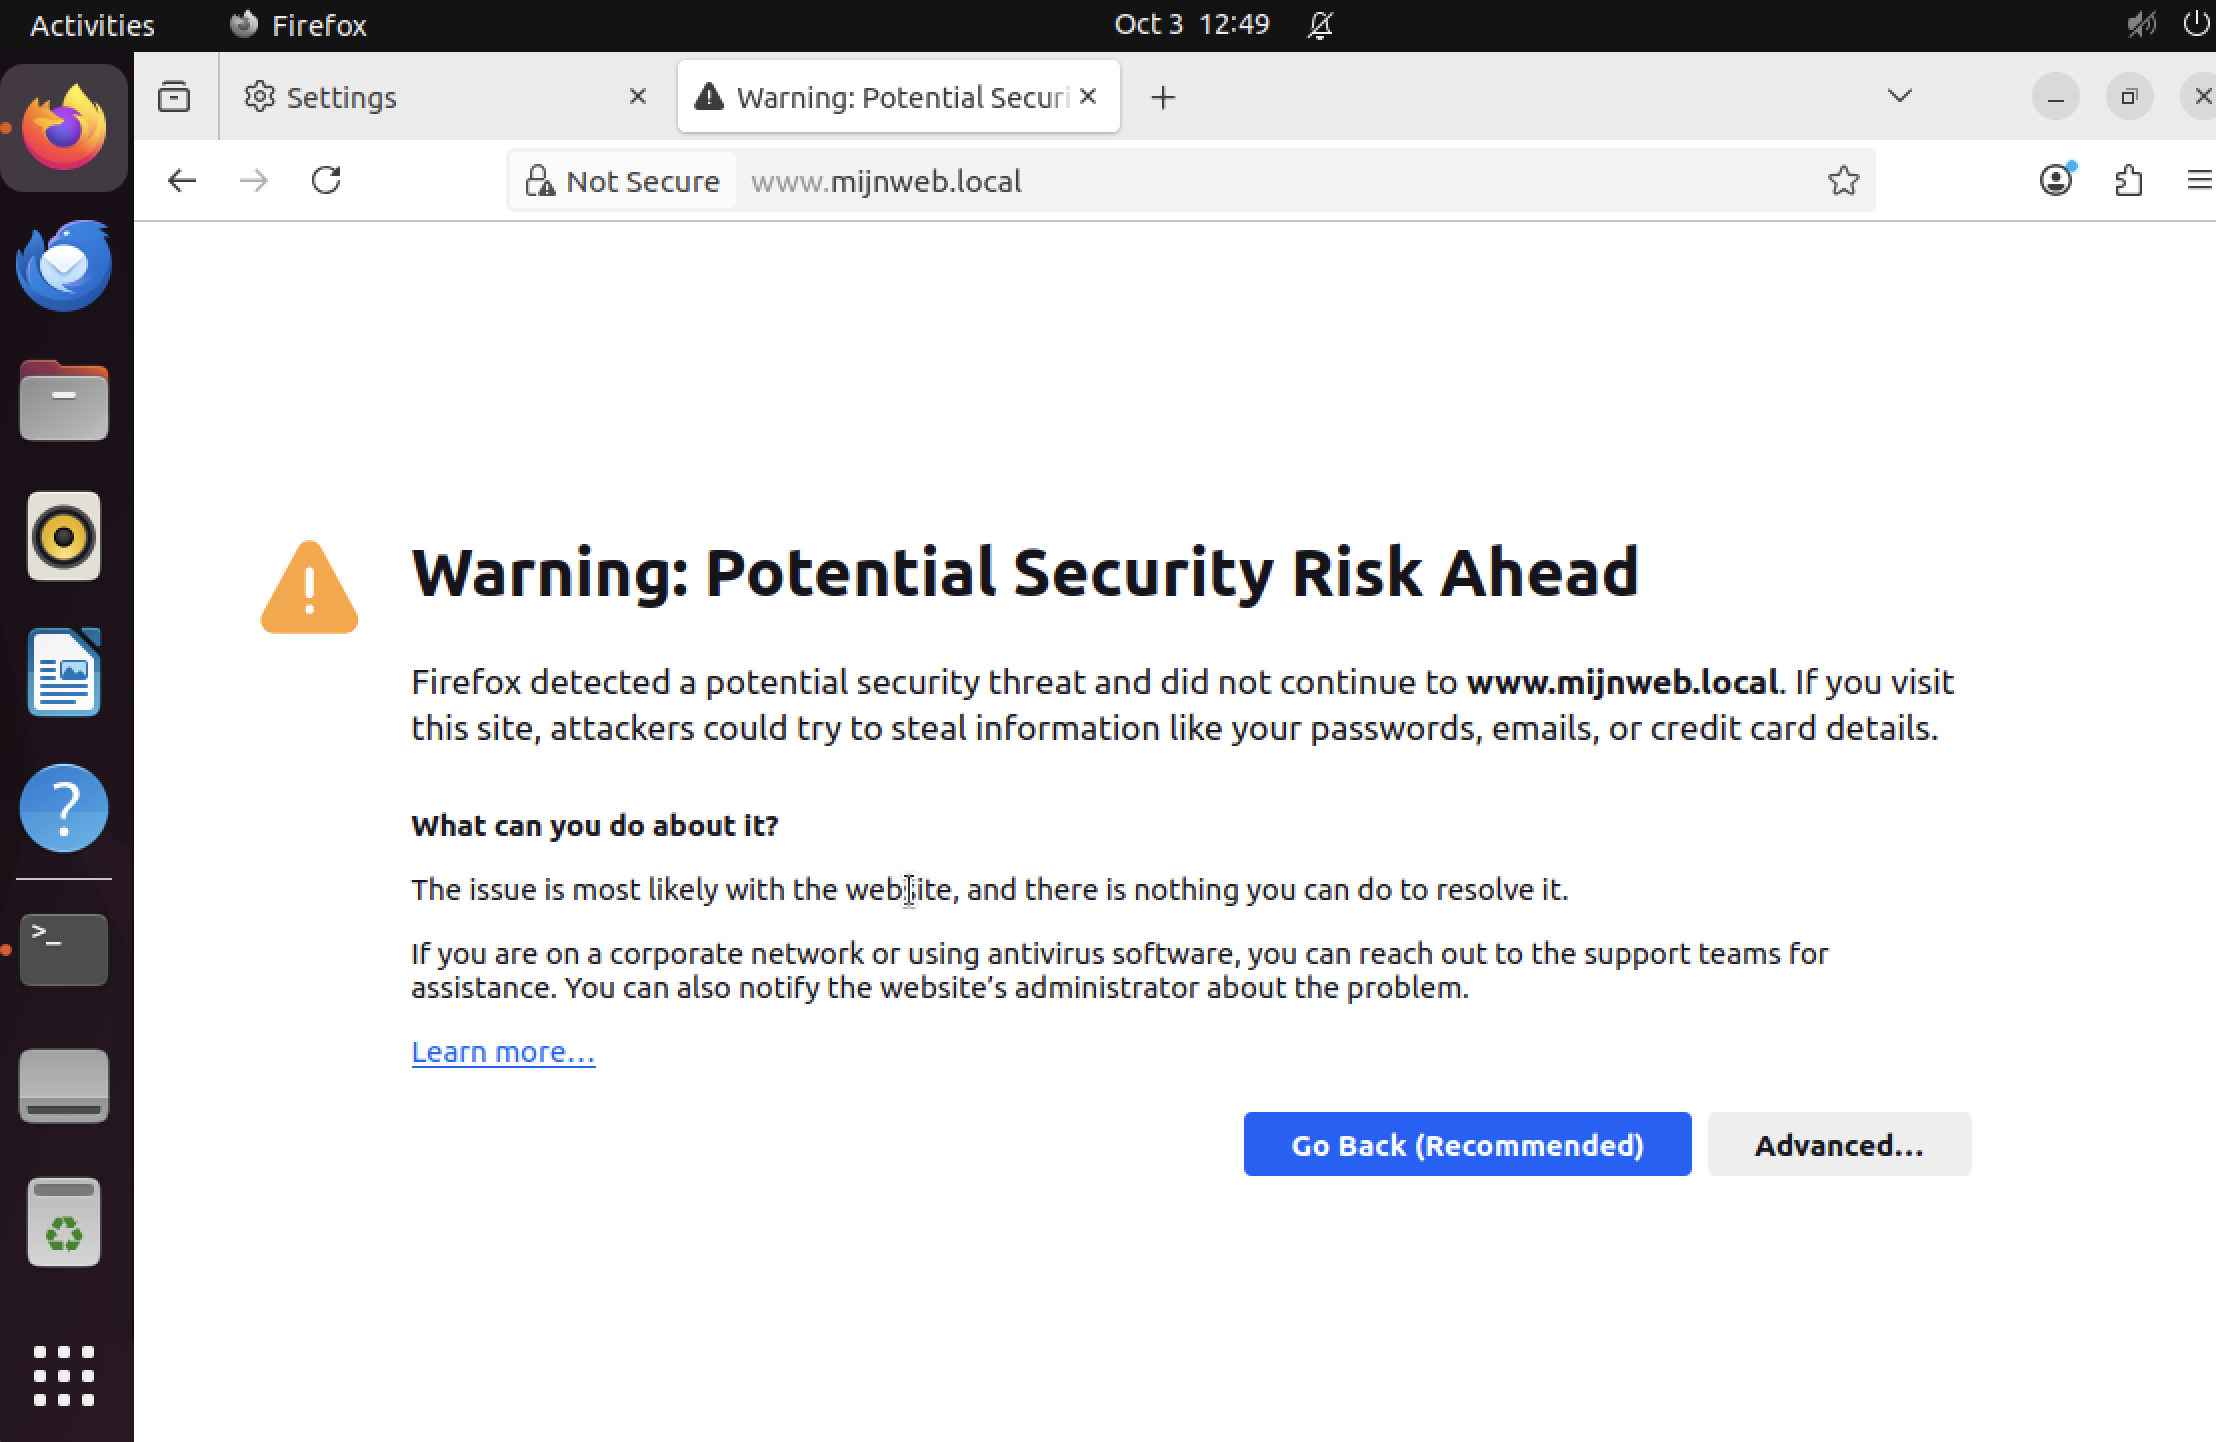 Activities Firefox Oct 3 12:49
Settings Warning: Potential Securi
Not Secure www.mijnweb.local
Warning: Potential Security Risk Ahead
Firefox detected a potential security threat and did not continue to www.mijnweb.local. If you visit
this site, attackers could try to steal information like your passwords, emails, or credit card details.
What can you do about it?
The issue is most likely with the website, and there is nothing you can do to resolve it.
If you are on a corporate network or using antivirus software, you can reach out to the support teams for
assistance. You can also notify the website’s administrator about the problem.
Learn more…
Go Back (Recommended) Advanced...